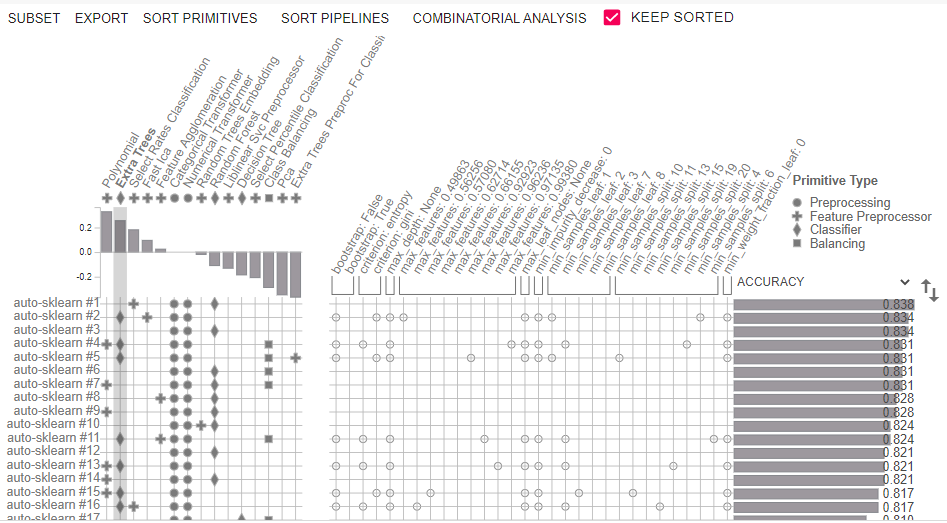 SUBSET EXPORT SORT PRIMITIVES SORT PIPELINES COMBINATORIAL ANALYSIS KEEP SORTED
Polynomial
Extra Trees
Select Rates Classification
Fast Ica
Feature Agglomeration
Categorical Transformer
Numerical Transformer
Random Trees Embedding
Random Forest
Liblinear Svc Preprocessor
Decision Tree
Select Percentile Classification
Class Balancing
Pca
Extra Trees Preproc For Classi
0.2
0.0
-0.2
bootstrap: False
bootstrap: True
criterion: entropy
criterion: gini
max_depth: None
max_features: 0.49863
max_features: 0.56256
max_features: 0.57080
max_features: 0.62714
max_features: 0.66155
max_features: 0.92923
max_features: 0.96236
max_features: 0.97135
max_features: 0.99380
max_leaf_nodes: None
min_impurity_decrease: 0
min_samples_leaf: 1
min_samples_leaf: 2
min_samples_leaf: 3
min_samples_leaf: 7
min_samples_leaf: 8
min_samples_split: 10
min_samples_split: 11
min_samples_split: 13
min_samples_split: 15
min_samples_split: 19
min_samples_split: 20
min_samples_split: 4
min_samples_split: 6
min_weight_fraction_leaf: 0
Primitive Type
Preprocessing
Feature Preprocessor
Classifier
Balancing
ACCURACY
auto-sklearn #1 0.838
auto-sklearn #2 0.834
auto-sklearn #3 0.834
auto-sklearn #4 0.831
auto-sklearn #5 0.831
auto-sklearn #6 0.831
auto-sklearn #7 0.831
auto-sklearn #8 0.828
auto-sklearn #9 0.828
auto-sklearn #10 0.824
auto-sklearn #11 0.824
auto-sklearn #12 0.821
auto-sklearn #13 0.821
auto-sklearn #14 0.821
auto-sklearn #15 0.817
auto-sklearn #16 0.817
auto-sklearn #17